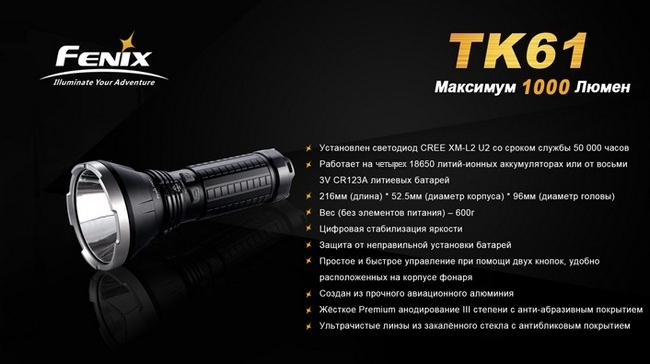 FENIX
Illuminate Your Adventure
TK61
Максимум 1000 Люмен
Установлен светодиод CREE XM-L2 U2 со сроком службы 50 000 часов
Работает на четырех 18650 литий-ионных аккумуляторах или от восьми
3V CR123A литиевых батарей
216мм (длина) * 52.5мм (диаметр корпуса) * 96мм (диаметр головы)
Вес (без элементов питания) – 600г
Цифровая стабилизация яркости
Защита от неправильной установки батарей
Простое и быстрое управление при помощи двух кнопок, удобно
расположенных на корпусе фонаря
Создан из прочного авиационного алюминия
Жёсткое Premium анодирование III степени с анти-абразивным покрытием
Ультрачистые линзы из закалённого стекла с антибликовым покрытием